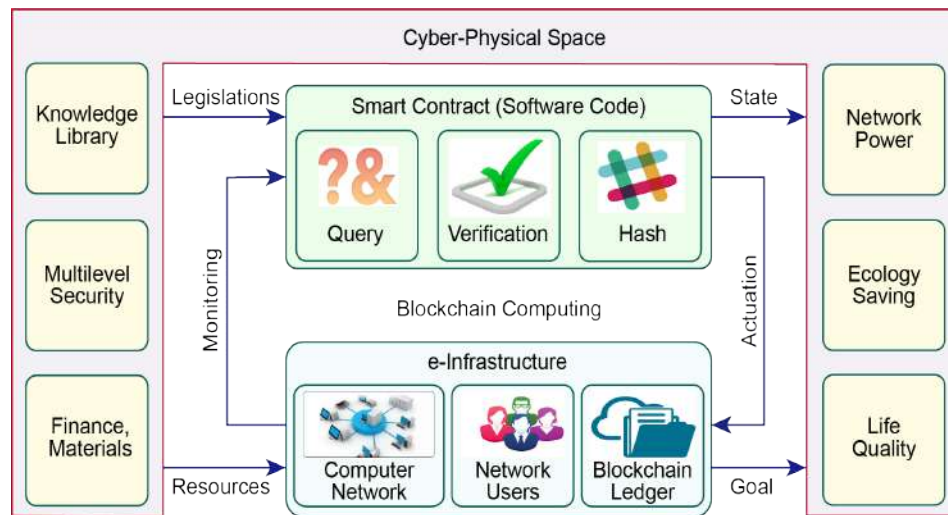 Cyber-Physical Space
Knowledge
Library
Multilevel
Security
Finance,
Materials
Legislations
Smart Contract (Software Code)
State
?&
Query
Verification
Hash
Monitoring
Blockchain Computing
Actuation
e-Infrastructure
Computer
Network
Network
Users
Blockchain
Ledger
Resources
Goal
Network
Power
Ecology
Saving
Life
Quality